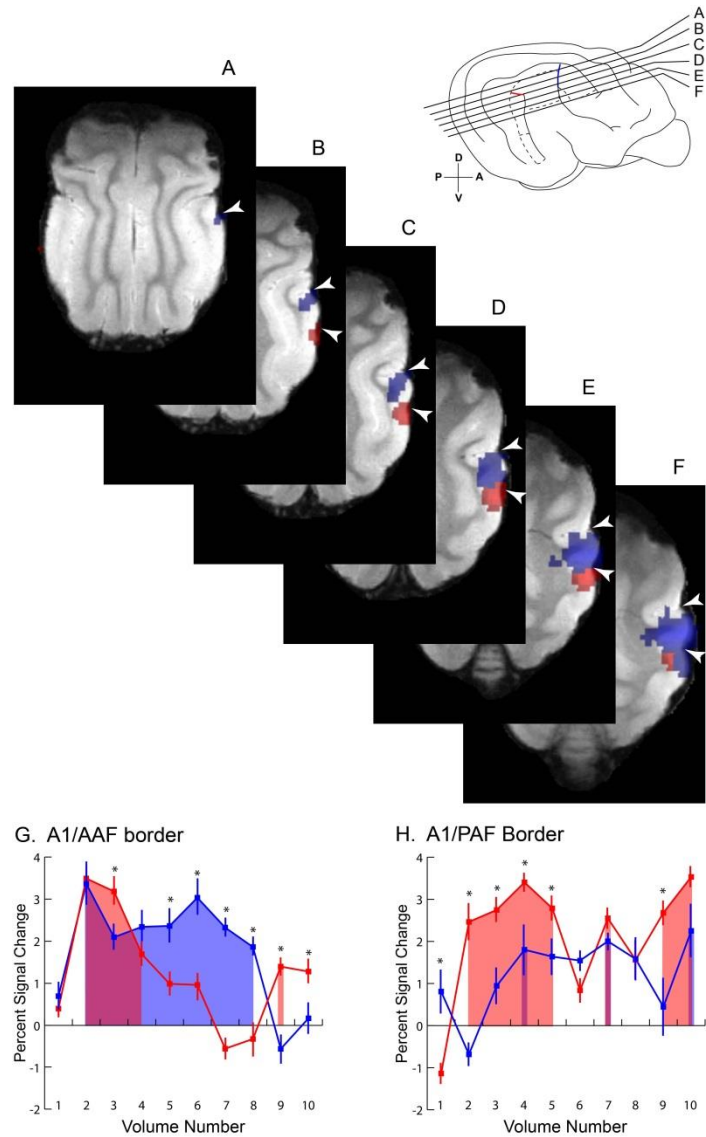 A
B
C
D
E
F
A
B
C
D
E
F
D
P A
V
G. A1/AAF border
Percent Signal Change
4
3
2
1
0
-1
-2
* * * * * * *
1 2 3 4 5 6 7 8 9 10
Volume Number
H. A1/PAF Border
Percent Signal Change
4
3
2
1
0
-1
-2
* * * * * *
1 2 3 4 5 6 7 8 9 10
Volume Number